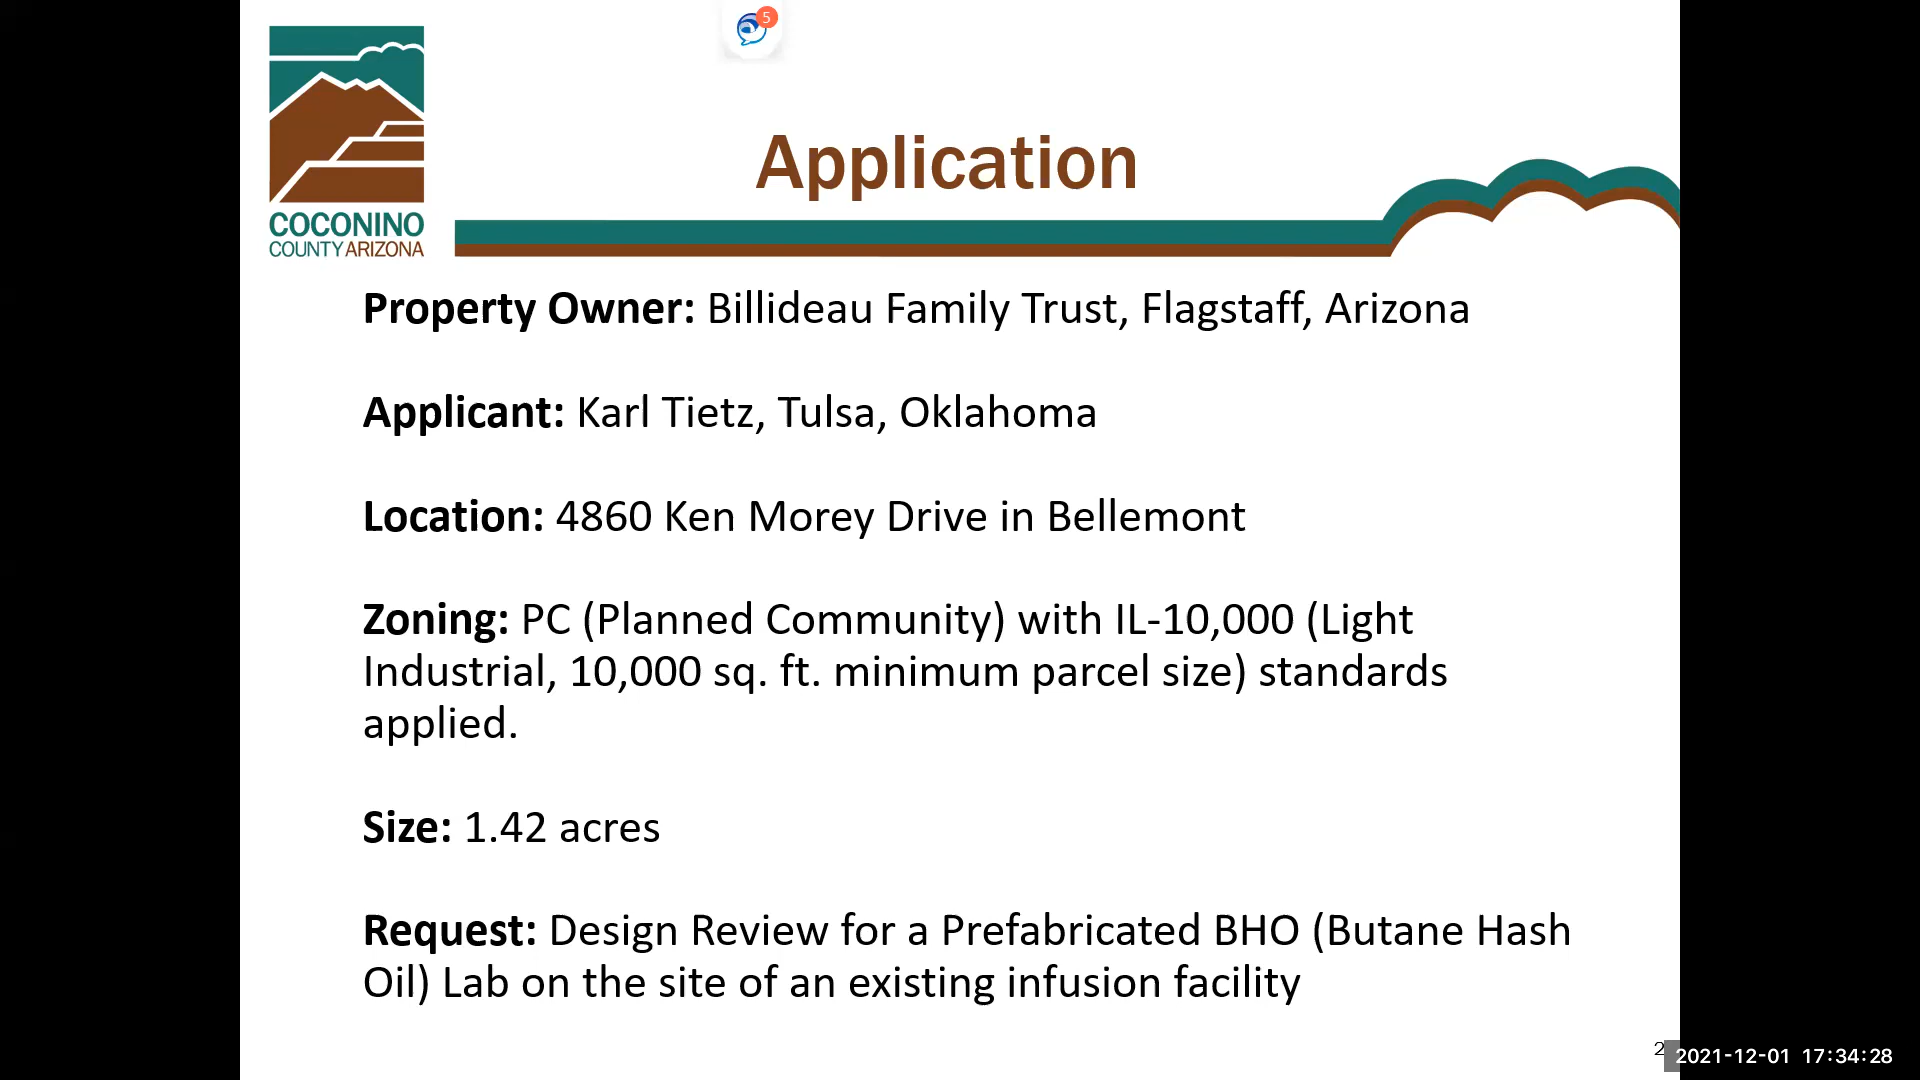 5
COCONINO
COUNTY ARIZONA
Application
Property Owner: Billideau Family Trust, Flagstaff, Arizona
Applicant: Karl Tietz, Tulsa, Oklahoma
Location: 4860 Ken Morey Drive in Bellemont
Zoning: PC (Planned Community) with IL-10,000 (Light
Industrial, 10,000 sq. ft. minimum parcel size) standards
applied.
Size: 1.42 acres
Request: Design Review for a Prefabricated BHO (Butane Hash
Oil) Lab on the site of an existing infusion facility
2
2021-12-01 17:34:28